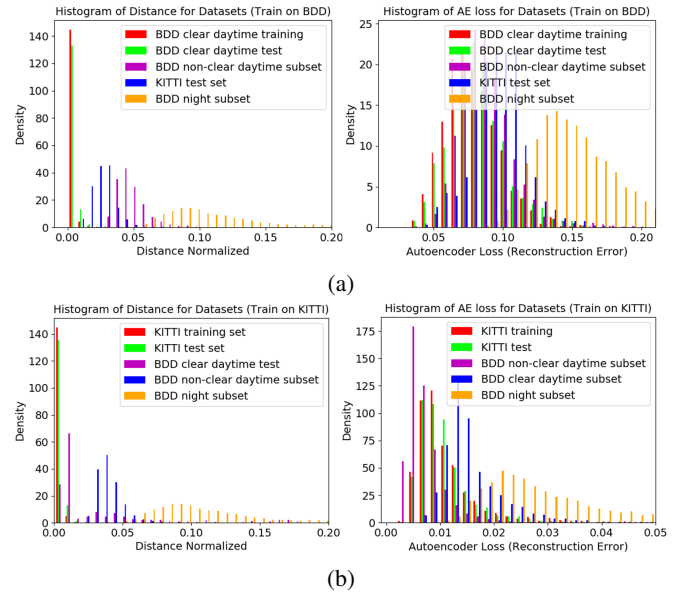 Histogram of Distance for Datasets (Train on BDD)
140
120
100
80
60
40
20
0
Density
BDD clear daytime training
BDD clear daytime test
BDD non-clear daytime subset
KITTI test set
BDD night subset
0.00 0.05 0.10 0.15 0.20
Distance Normalized
Histogram of AE loss for Datasets (Train on BDD)
25
20
15
10
5
0
Density
BDD clear daytime training
BDD clear daytime test
BDD non-clear daytime subset
KITTI test set
BDD night subset
0.05 0.10 0.15 0.20
Autoencoder Loss (Reconstruction Error)
(a)
Histogram of Distance for Datasets (Train on KITTI)
140
120
100
80
60
40
20
0
Density
KITTI training set
KITTI test set
BDD clear daytime test
BDD non-clear daytime subset
BDD night subset
0.00 0.05 0.10 0.15 0.20
Distance Normalized
Histogram of AE loss for Datasets (Train on KITTI)
175
150
125
100
75
50
25
0
Density
KITTI training
KITTI test
BDD non-clear daytime subset
BDD clear daytime subset
BDD night subset
0.00 0.01 0.02 0.03 0.04 0.05
Autoencoder Loss (Reconstruction Error)
(b)